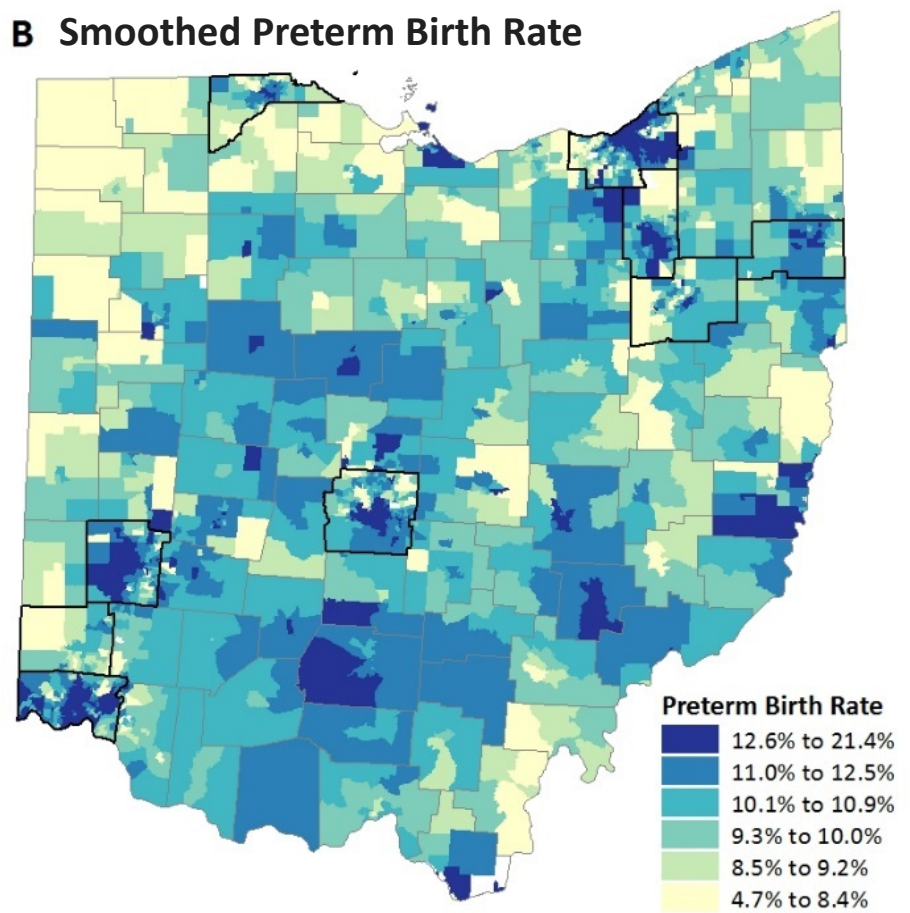 B Smoothed Preterm Birth Rate
Preterm Birth Rate
12.6% to 21.4%
11.0% to 12.5%
10.1% to 10.9%
9.3% to 10.0%
8.5% to 9.2%
4.7% to 8.4%